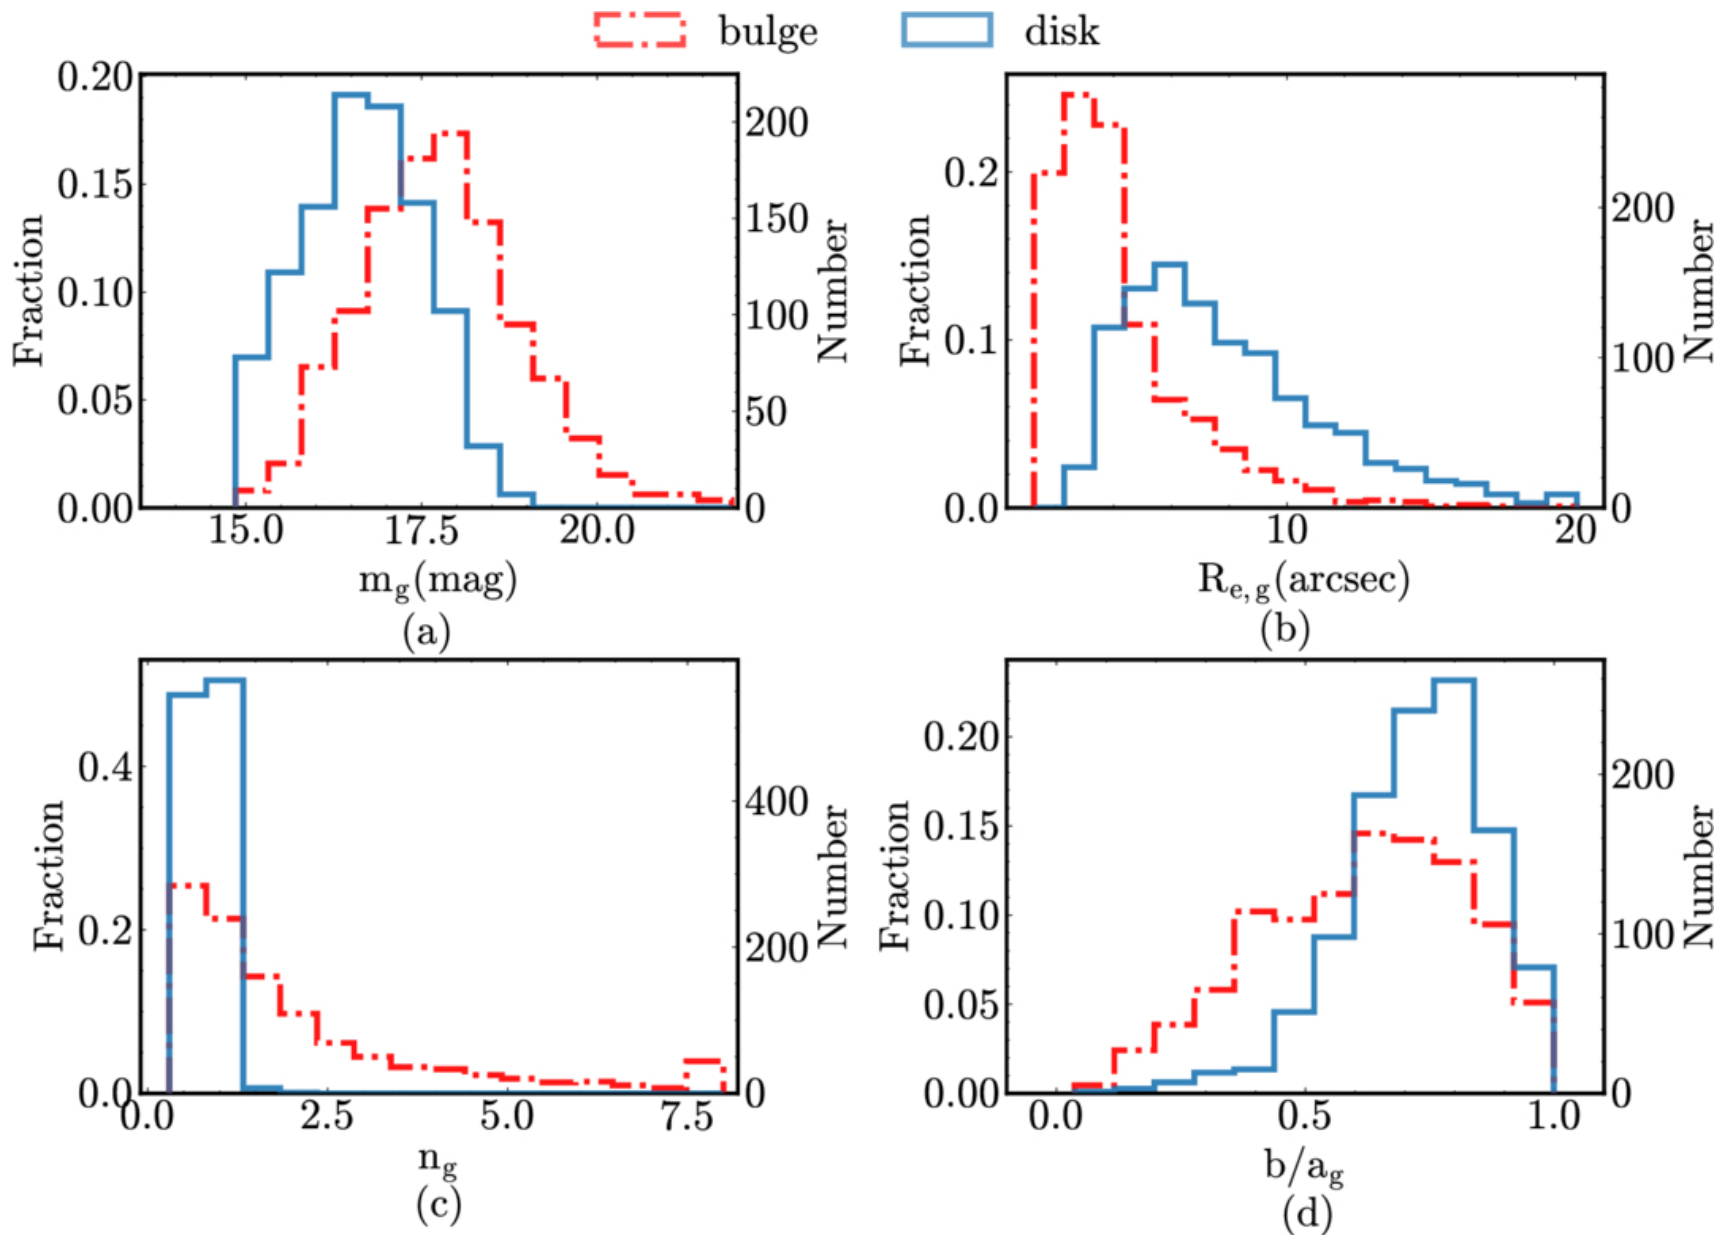 bulge disk
0.20
0.15
0.10
0.05
0.00
Fraction
200
150
100
50
0
Number
15.0 17.5 20.0
m_g(mag)
(a)
0.2
0.1
0.0
Fraction
200
100
0
Number
10 20
R_e,g(arcsec)
(b)
0.4
0.2
0.0
Fraction
400
200
0
Number
0.0 2.5 5.0 7.5
n_g
(c)
0.20
0.15
0.10
0.05
0.00
Fraction
200
100
0
Number
0.0 0.5 1.0
b/a_g
(d)